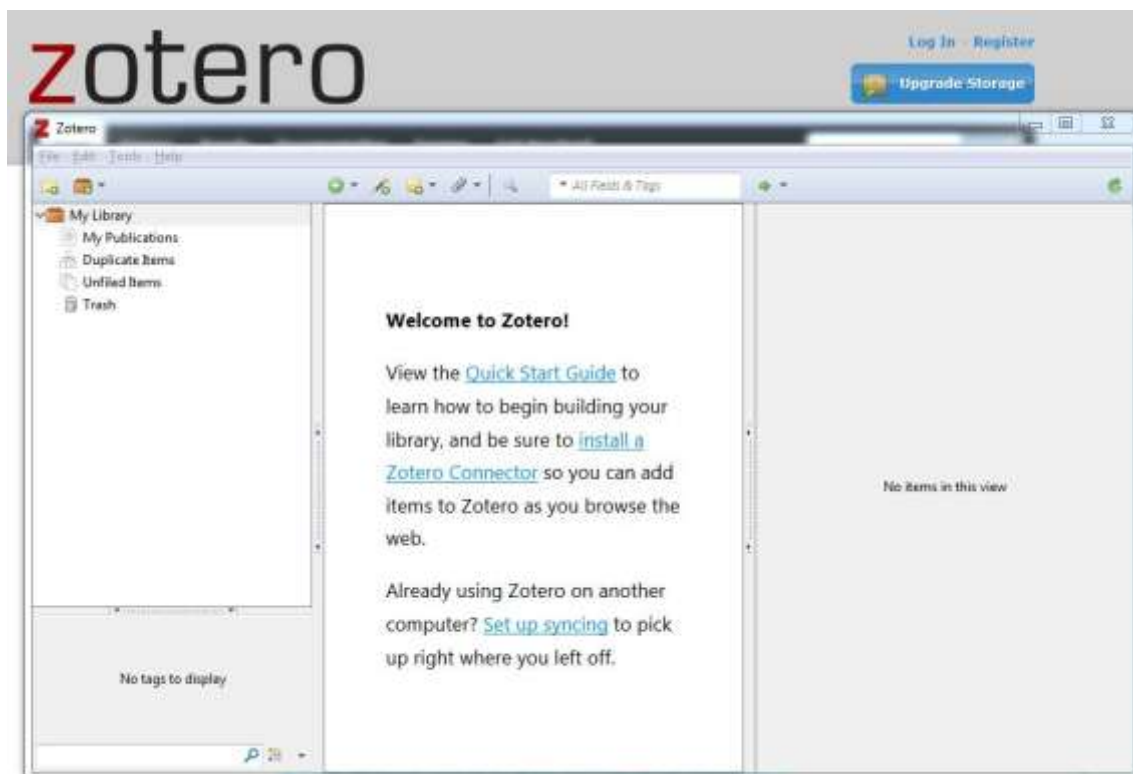 zotero
Log In Register
Upgrade Storage
Zotero
File Edit Tools Help
All Fields & Tags
My Library
My Publications
Duplicate Items
Unfiled Items
Trash
Welcome to Zotero!
View the Quick Start Guide to
learn how to begin building your
library, and be sure to install a
Zotero Connector so you can add
items to Zotero as you browse the
web.
Already using Zotero on another
computer? Set up syncing to pick
up right where you left off.
No items in this view
No tags to display